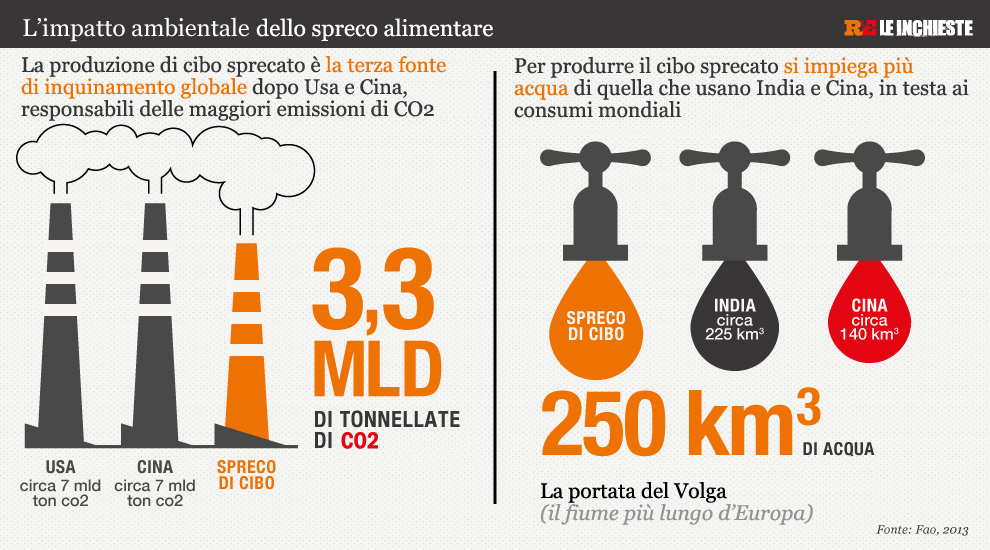 L'impatto ambientale dello spreco alimentare
RE LE INCHIESTE
La produzione di cibo sprecato è la terza fonte
di inquinamento globale dopo Usa e Cina,
responsabili delle maggiori emissioni di CO2
3,3
MLD
DI TONNELLATE
DI CO2
USA
circa 7 mld
ton co2
CINA
circa 7 mld
ton co2
SPRECO
DI CIBO
Per produrre il cibo sprecato si impiega più
acqua di quella che usano India e Cina, in testa ai
consumi mondiali
SPRECO
DI CIBO
INDIA
circa
225 km³
CINA
circa
140 km³
250 km³
DI ACQUA
La portata del Volga
(il fiume più lungo d'Europa)
Fonte: Fao, 2013